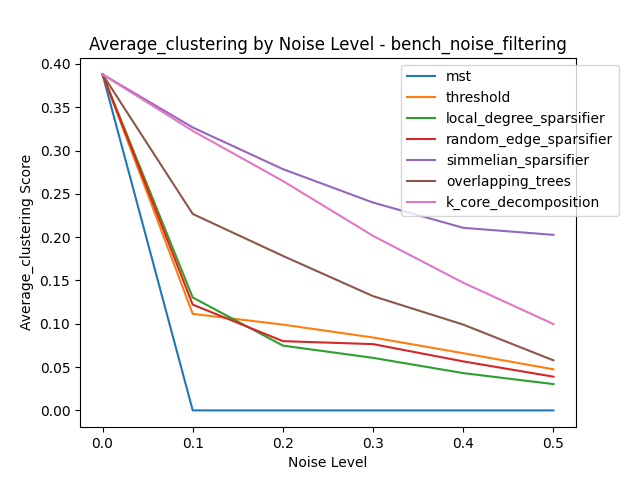 Average_clustering by Noise Level - bench_noise_filtering
mst
threshold
local_degree_sparsifier
random_edge_sparsifier
simmelian_sparsifier
overlapping_trees
k_core_decomposition
Average_clustering Score
0.40
0.35
0.30
0.25
0.20
0.15
0.10
0.05
0.00
0.0 0.1 0.2 0.3 0.4 0.5
Noise Level